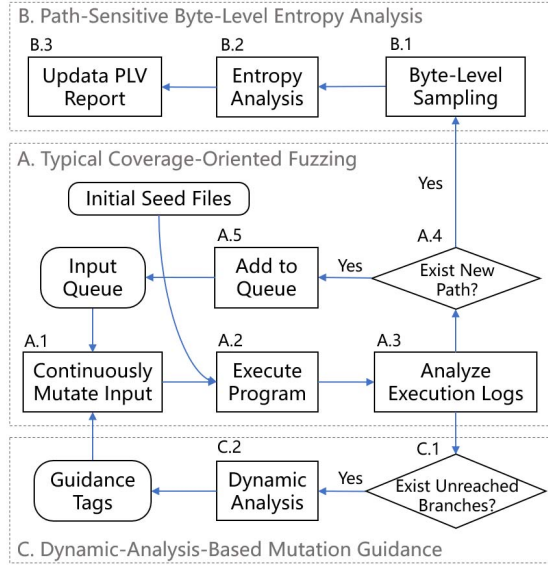 B. Path-Sensitive Byte-Level Entropy Analysis
B.3
B.2
B.1
Updata PLV
Report
Entropy
Analysis
Byte-Level
Sampling
A. Typical Coverage-Oriented Fuzzing
Yes
Initial Seed Files
A.5
A.4
Input
Queue
Add to
Queue
Yes
Exist New
Path?
A.1
A.2
A.3
Continuously
Mutate Input
Execute
Program
Analyze
Execution Logs
C.2
C.1
Guidance
Tags
Dynamic
Analysis
Yes
Exist Unreached
Branches?
C. Dynamic-Analysis-Based Mutation Guidance